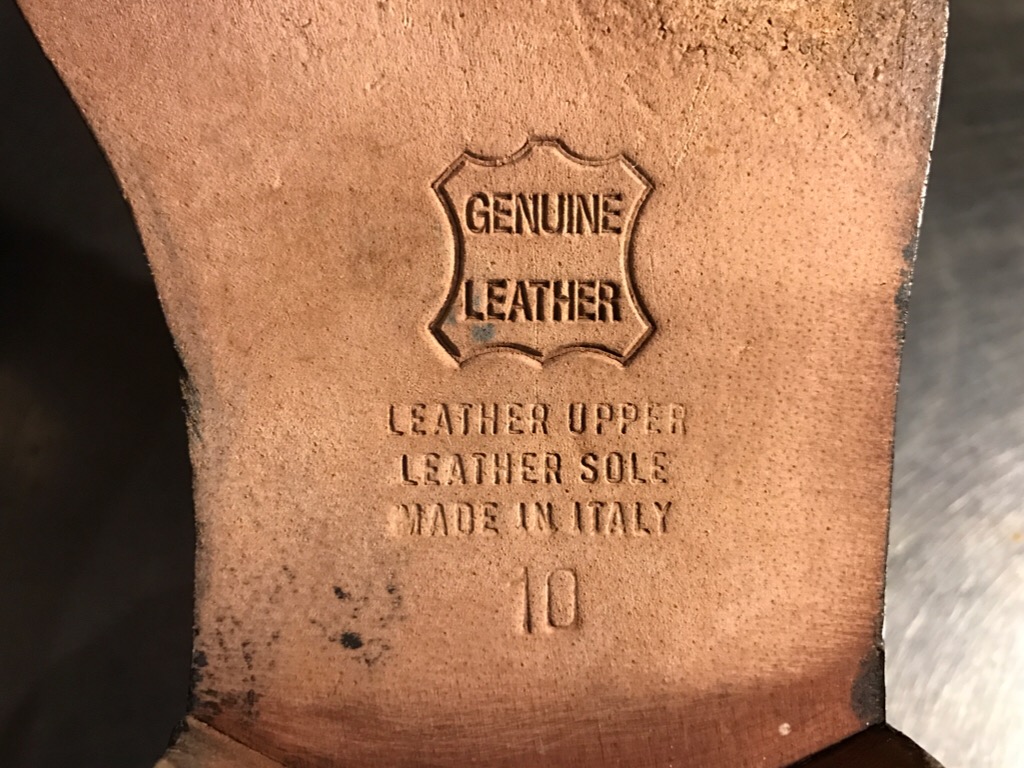 GENUINE
LEATHER
LEATHER UPPER
LEATHER SOLE
MADE IN ITALY
10